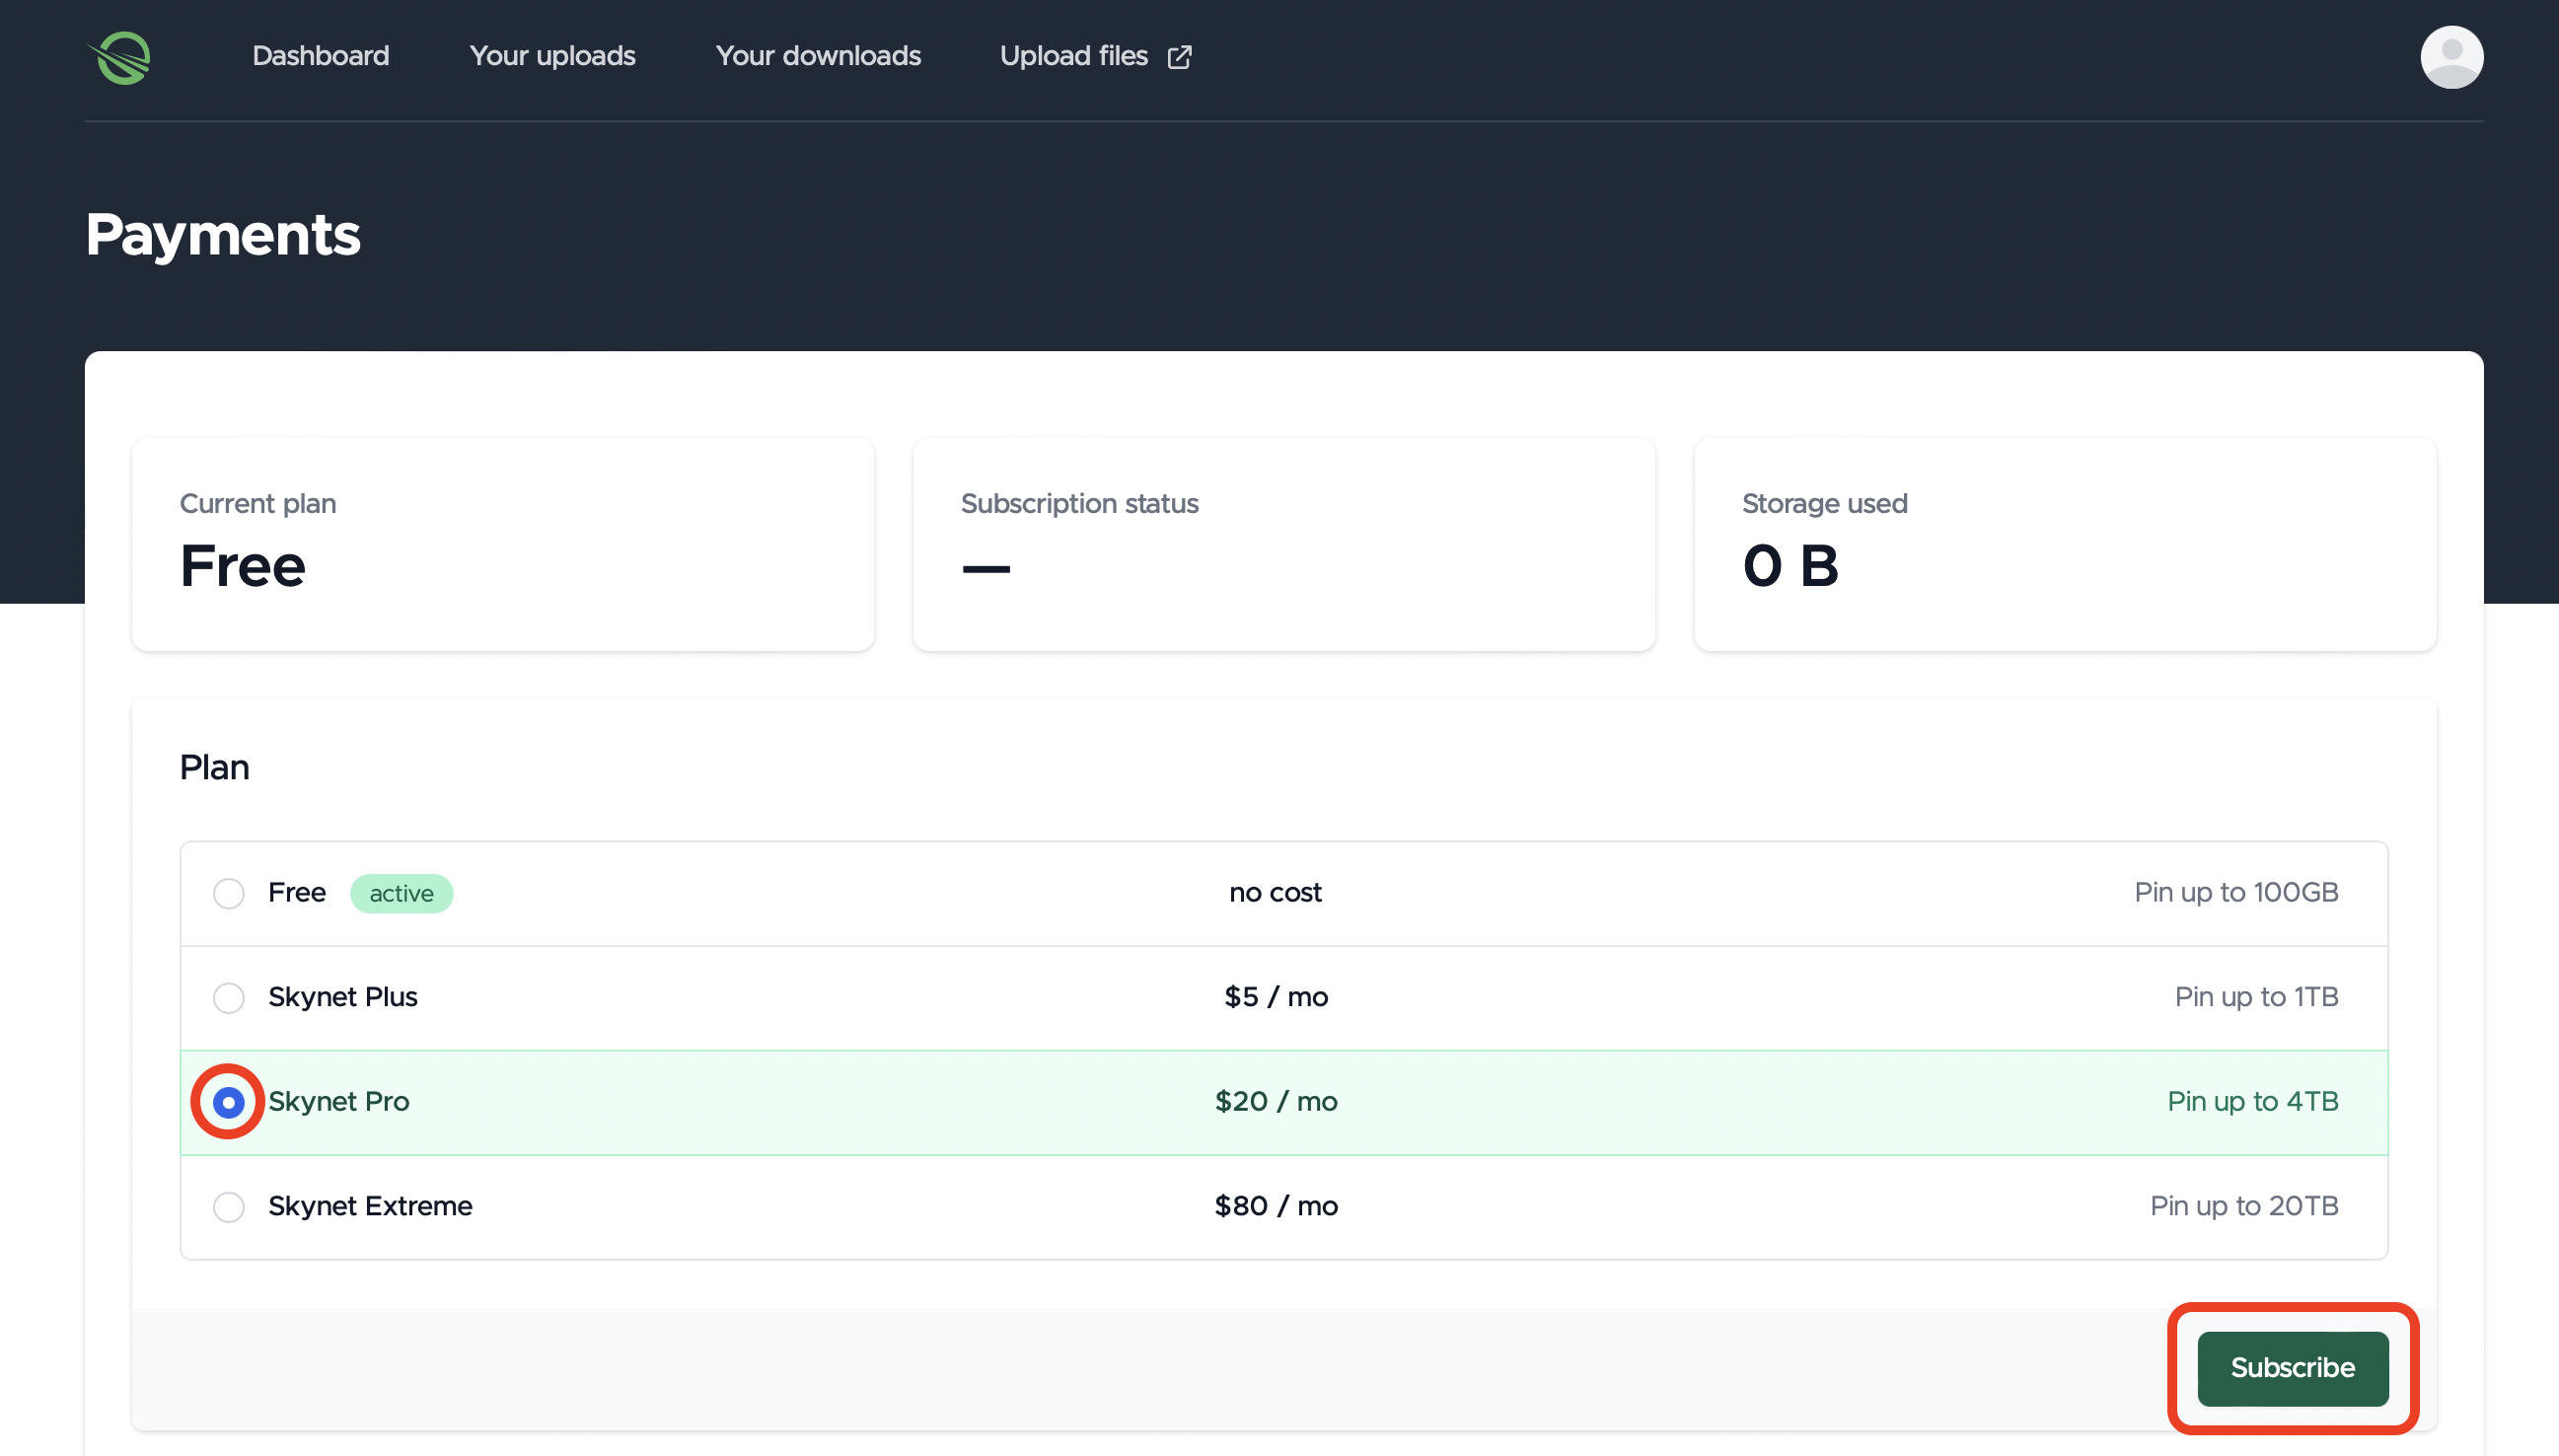 Dashboard Your uploads Your downloads Upload files
Payments
Current plan
Free
Subscription status
—
Storage used
0 B
Plan
Free active no cost Pin up to 100GB
Skynet Plus $5 / mo Pin up to 1TB
Skynet Pro $20 / mo Pin up to 4TB
Skynet Extreme $80 / mo Pin up to 20TB
Subscribe